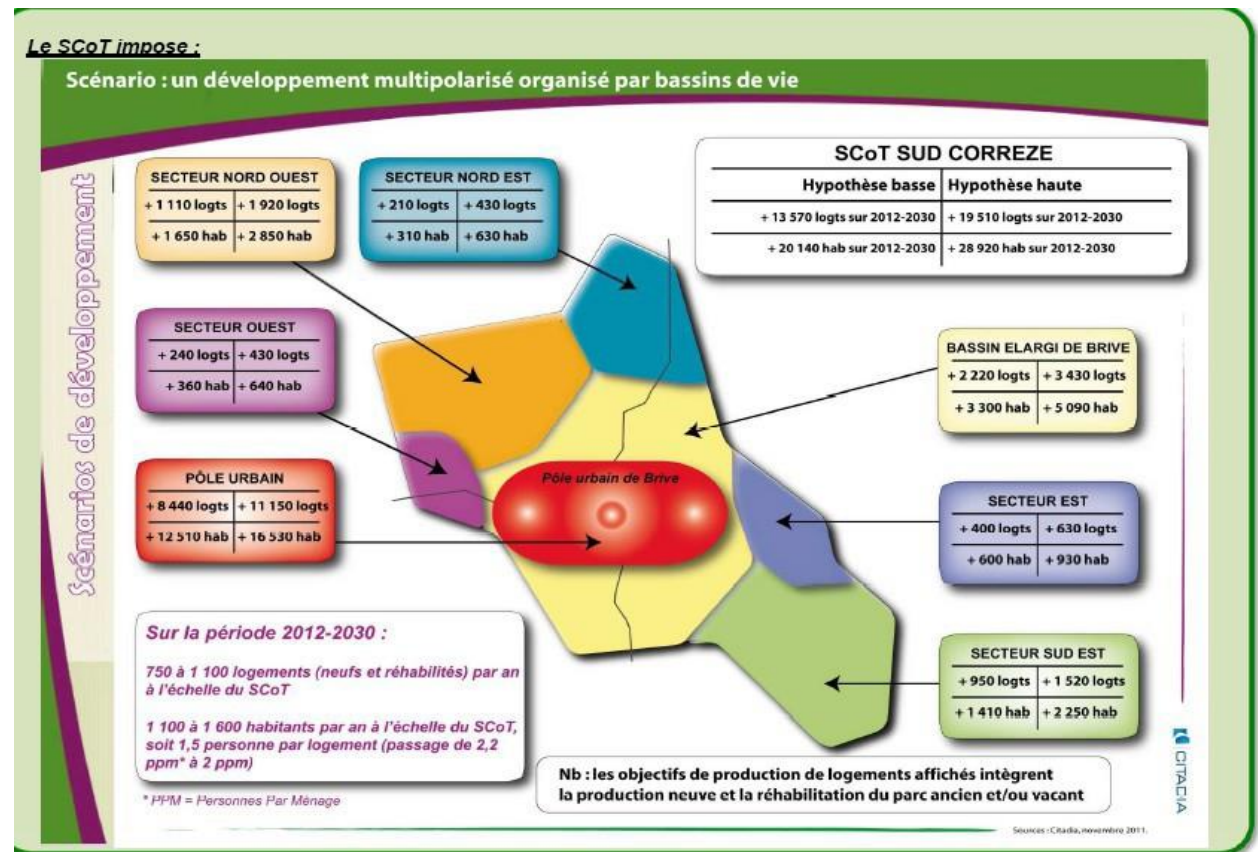 Le SCoT impose :
Scénario : un développement multipolarisé organisé par bassins de vie
Scénarios de développement
SECTEUR NORD OUEST
+ 1 110 logts + 1 920 logts
+ 1 650 hab + 2 850 hab
SECTEUR NORD EST
+ 210 logts + 430 logts
+ 310 hab + 630 hab
SCoT SUD CORREZE
Hypothèse basse Hypothèse haute
+ 13 570 logts sur 2012-2030 + 19 510 logts sur 2012-2030
+ 20 140 hab sur 2012-2030 + 28 920 hab sur 2012-2030
SECTEUR OUEST
+ 240 logts + 430 logts
+ 360 hab + 640 hab
BASSIN ELARGI DE BRIVE
+ 2 220 logts + 3 430 logts
+ 3 300 hab + 5 090 hab
PÔLE URBAIN
+ 8 440 logts + 11 150 logts
+ 12 510 hab + 16 530 hab
Pôle urbain de Brive
SECTEUR EST
+ 400 logts + 630 logts
+ 600 hab + 930 hab
SECTEUR SUD EST
+ 950 logts + 1 520 logts
+ 1 410 hab + 2 250 hab
Sur la période 2012-2030 :
750 à 1 100 logements (neufs et réhabilités) par an
à l'échelle du SCoT
1 100 à 1 600 habitants par an à l'échelle du SCoT,
soit 1,5 personne par logement (passage de 2,2
ppm* à 2 ppm)
* PPM = Personnes Par Ménage
Nb : les objectifs de production de logements affichés intègrent
la production neuve et la réhabilitation du parc ancien et/ou vacant
CITADIA
Sources : Citadia, novembre 2011.